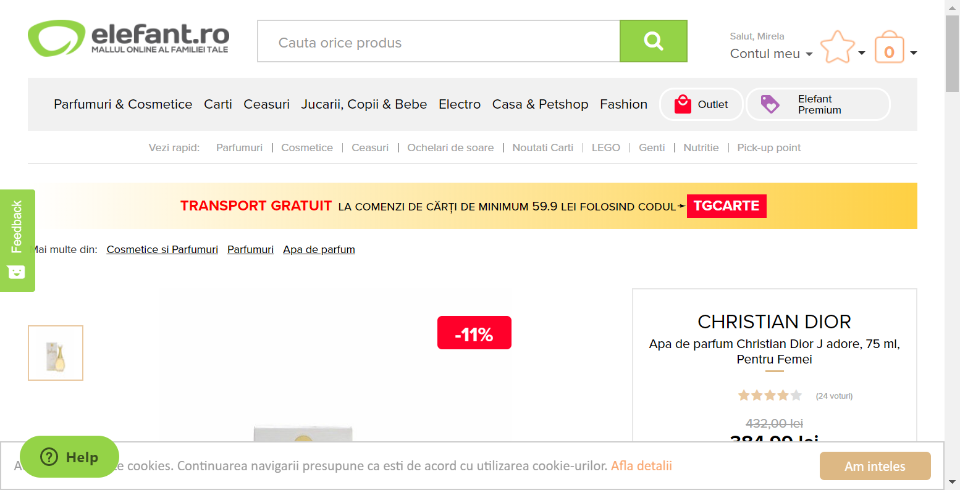 elefant.ro
MALLUL ONLINE AL FAMILIEI TALE
Cauta orice produs
Salut, Mirela
Contul meu
0
Parfumuri & Cosmetice Carti Ceasuri Jucarii, Copii & Bebe Electro Casa & Petshop Fashion Outlet Elefant Premium
Vezi rapid: Parfumuri | Cosmetice | Ceasuri | Ochelari de soare | Noutati Carti | LEGO | Genti | Nutritie | Pick-up point
TRANSPORT GRATUIT LA COMENZI DE CĂRȚI DE MINIMUM 59.9 LEI FOLOSIND CODUL TGCARTE
Feedback
Mai multe din: Cosmetice si Parfumuri Parfumuri Apa de parfum
-11%
CHRISTIAN DIOR
Apa de parfum Christian Dior J adore, 75 ml,
Pentru Femei
(24 voturi)
432,00 lei
384,00 lei
Help
cookies. Continuarea navigarii presupune ca esti de acord cu utilizarea cookie-urilor. Afla detalii
Am inteles